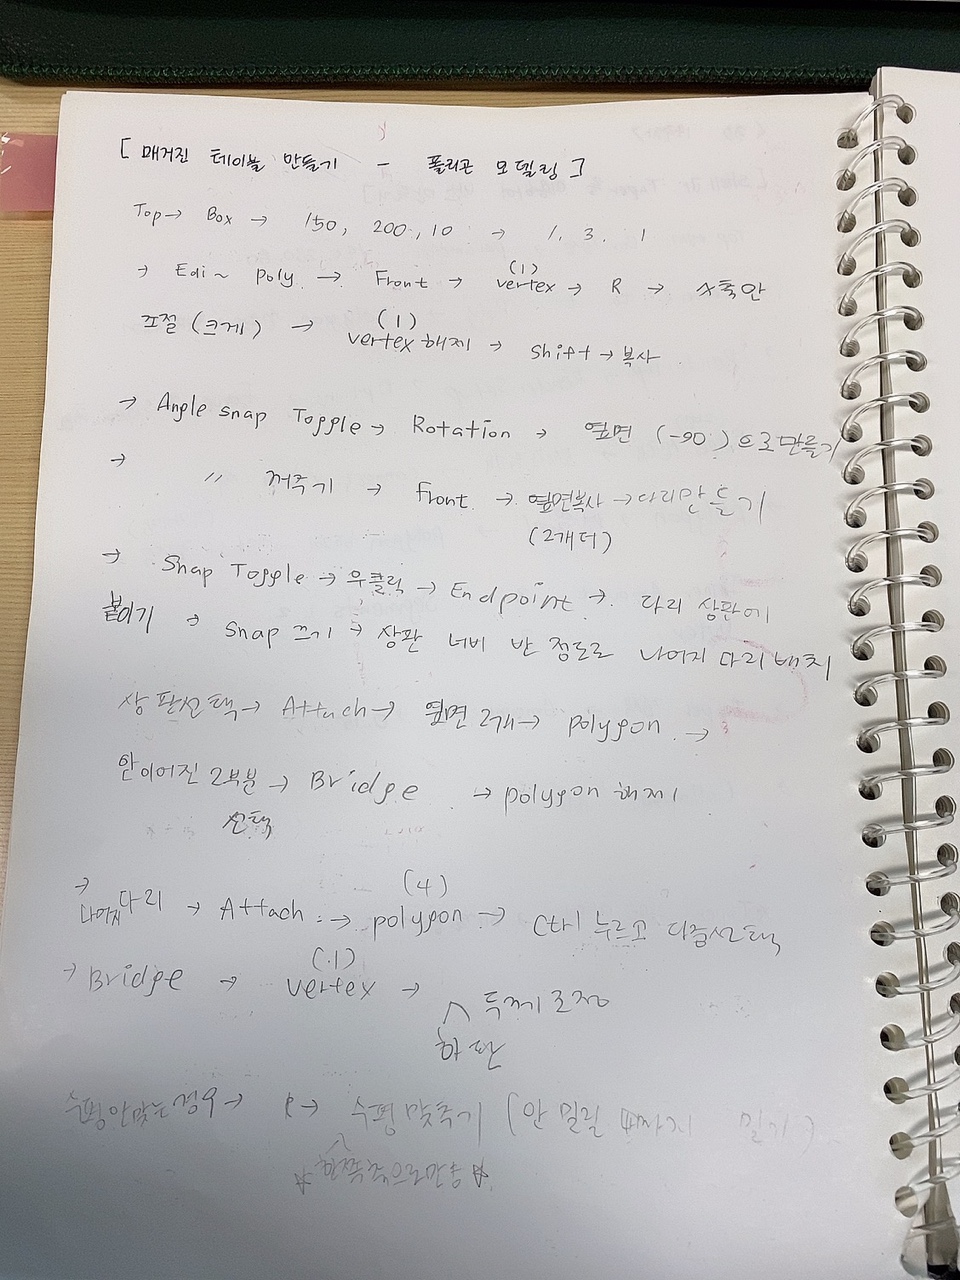 [ 매거진 테이블 만들기 - 폴리곤 모델링 ]
Top → Box → 150, 200, 10 → 1, 3, 1
→ Edi~ Poly → Front → vertex (1) → R → X축만
조절 (크게) → vertex (1) 해제 → shift → 복사
→ Angle snap Toggle → Rotation → 옆면 (-90°)으로 만들기
→ 〃 꺼주기 → Front → 옆면복사 → 다리만들기
(2개 더)
→ Snap Toggle → 우클릭 → Endpoint → 다리 상판에
붙이기 → Snap 끄기 → 상판 너비 반 정도로 나머지 다리 배치
상판선택 → Attach → 옆면 2개 → polygon →
안이어진 2부분 → Bridge → polygon 해제
선택
→ 나머지 다리 → Attach → polygon (4) → Ctrl 누르고 다중선택
→ Bridge → vertex (1) → 두께 조정
하판
수평 안맞는 경우 → R → 수평 맞추기 (안 밀릴 때까지 밀기)
☆ 한쪽 축으로만 ☆